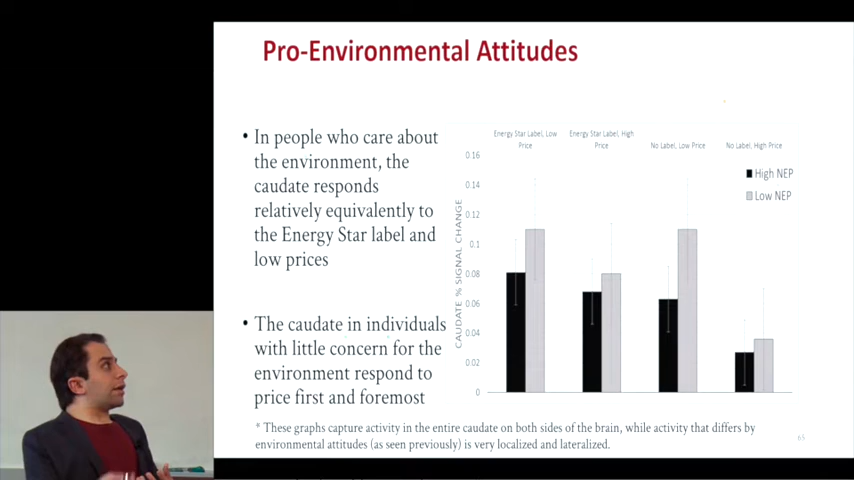 Pro-Environmental Attitudes
• In people who care about
the environment, the
caudate responds
relatively equivalently to
the Energy Star label and
low prices
• The caudate in individuals
with little concern for the
environment respond to
price first and foremost
Energy Star Label, Low
Price
Energy Star Label, High
Price
No Label, Low Price
No Label, High Price
CAUDATE % SIGNAL CHANGE
0.16
0.14
0.12
0.1
0.08
0.06
0.04
0.02
0
High NEP
Low NEP
* These graphs capture activity in the entire caudate on both sides of the brain, while activity that differs by
environmental attitudes (as seen previously) is very localized and lateralized.
65